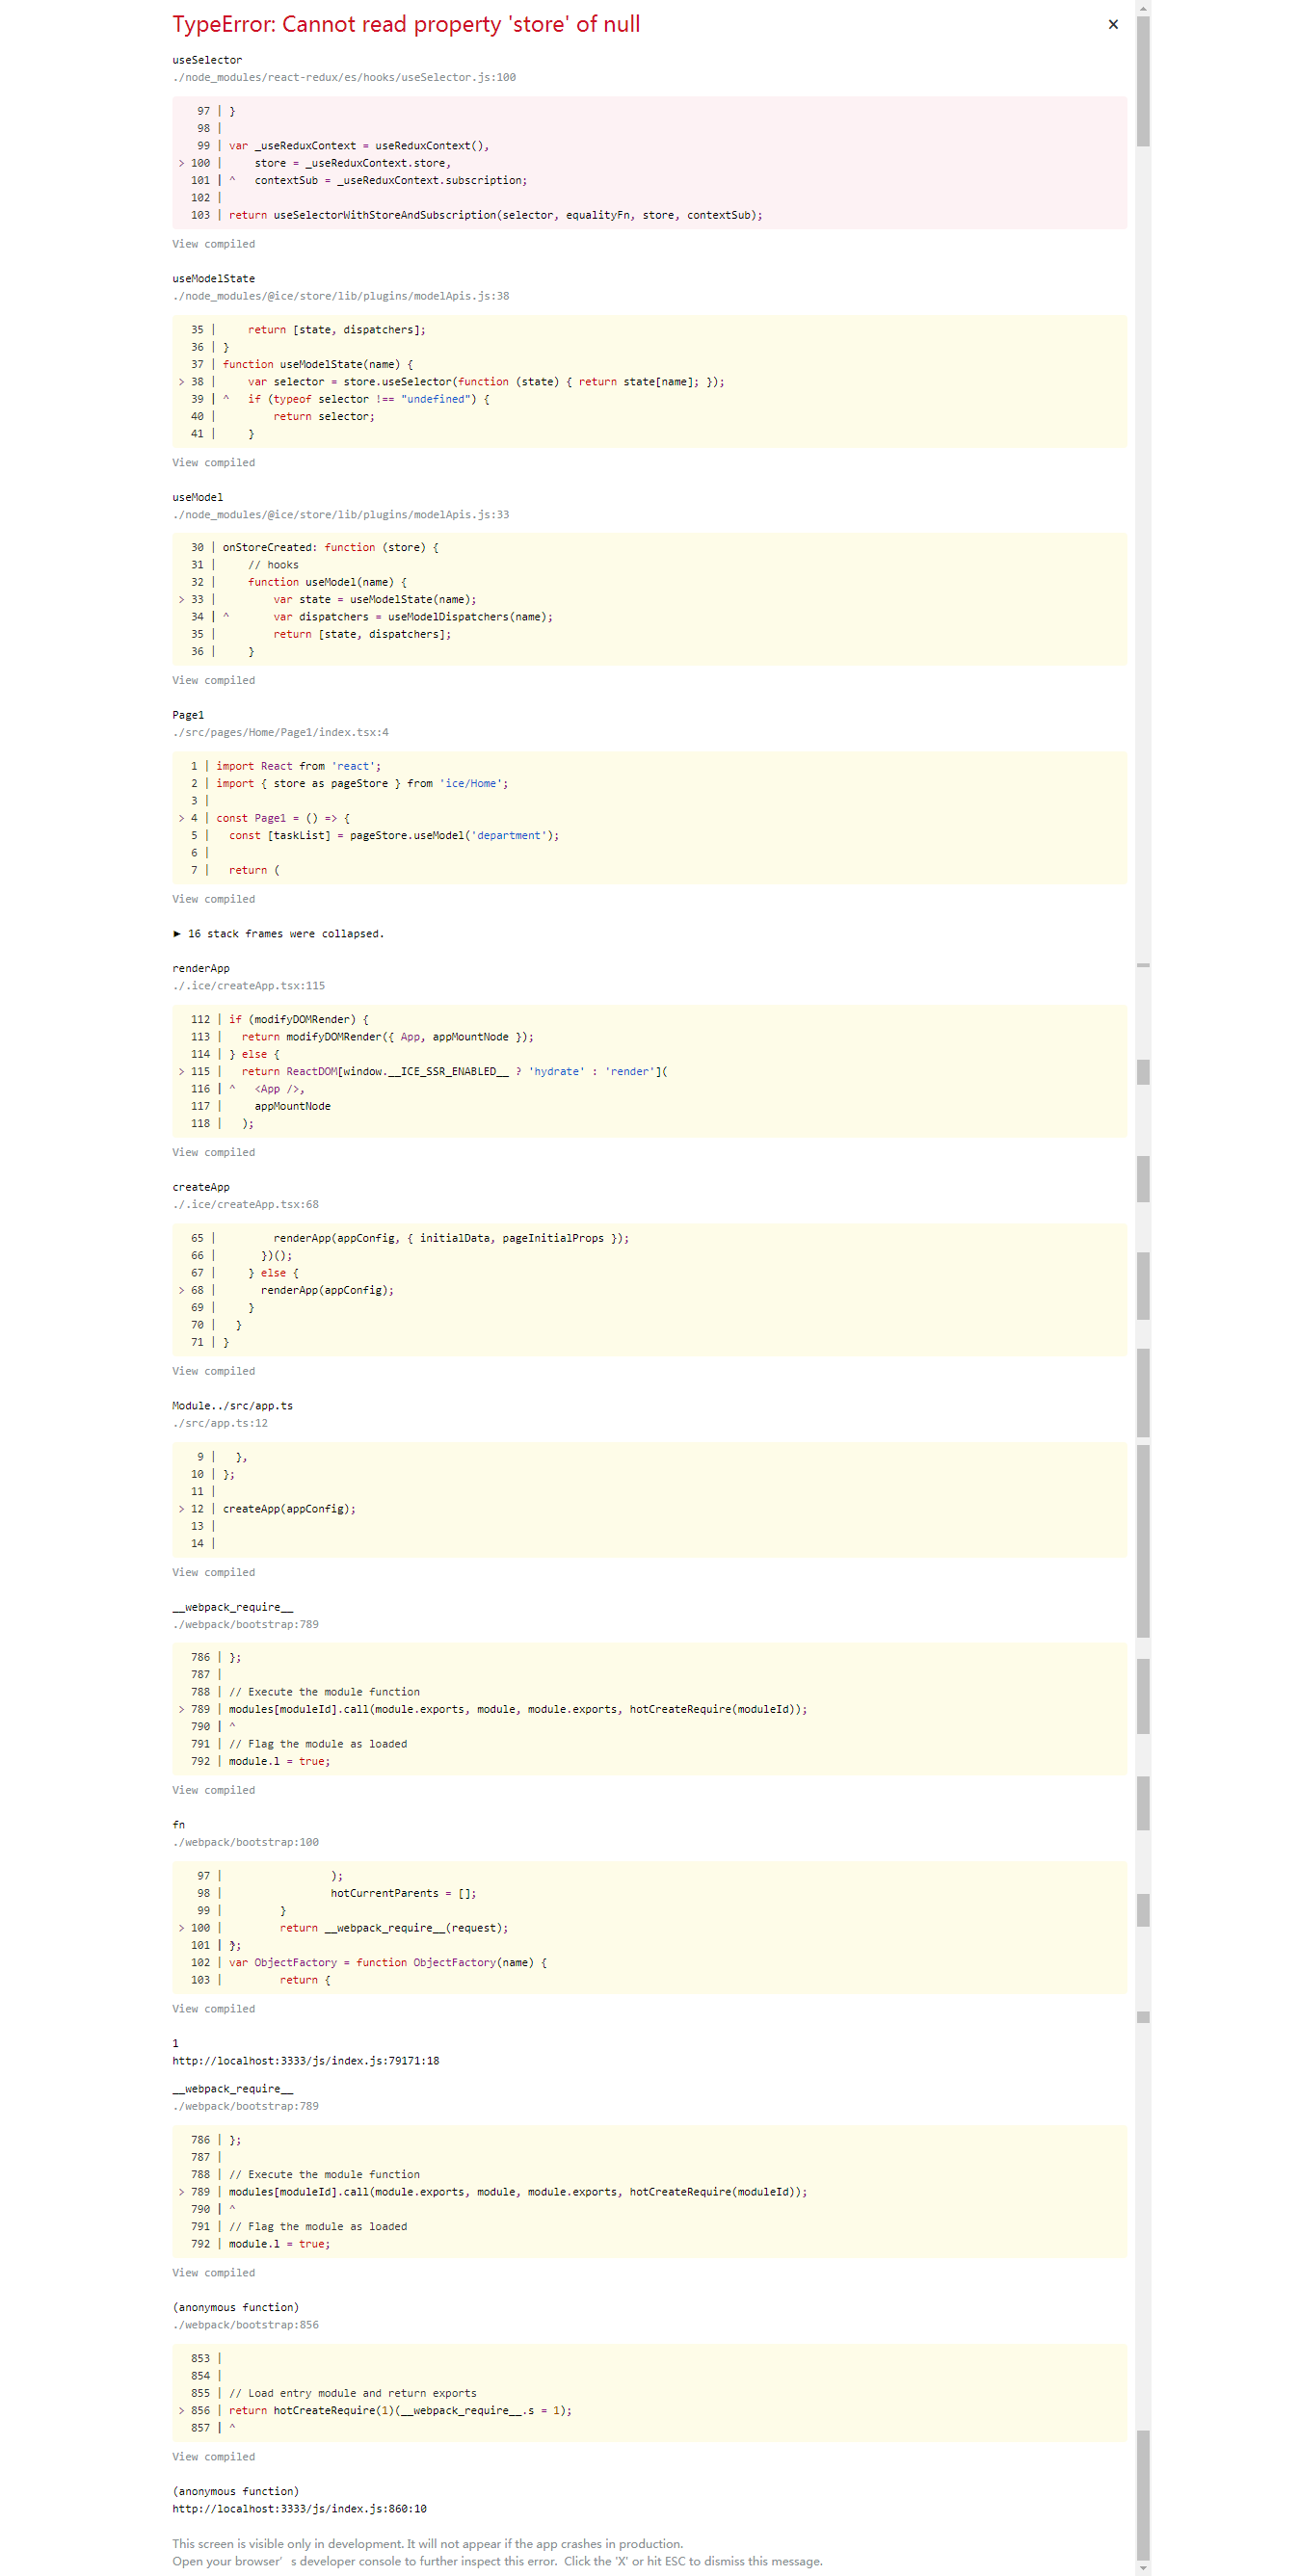 TypeError: Cannot read property 'store' of null
×
useSelector
./node_modules/react-redux/es/hooks/useSelector.js:100
97 | }
98 |
99 | var _useReduxContext = useReduxContext(),
> 100 |     store = _useReduxContext.store,
101 | ^   contextSub = _useReduxContext.subscription;
102 |
103 | return useSelectorWithStoreAndSubscription(selector, equalityFn, store, contextSub);
View compiled
useModelState
./node_modules/@ice/store/lib/plugins/modelApis.js:38
35 |     return [state, dispatchers];
36 | }
37 | function useModelState(name) {
> 38 |     var selector = store.useSelector(function (state) { return state[name]; });
39 | ^   if (typeof selector !== "undefined") {
40 |         return selector;
41 |     }
View compiled
useModel
./node_modules/@ice/store/lib/plugins/modelApis.js:33
30 | onStoreCreated: function (store) {
31 |     // hooks
32 |     function useModel(name) {
> 33 |         var state = useModelState(name);
34 | ^       var dispatchers = useModelDispatchers(name);
35 |         return [state, dispatchers];
36 |     }
View compiled
Page1
./src/pages/Home/Page1/index.tsx:4
1 | import React from 'react';
2 | import { store as pageStore } from 'ice/Home';
3 |
> 4 | const Page1 = () => {
5 |   const [taskList] = pageStore.useModel('department');
6 |
7 |   return (
View compiled
▶ 16 stack frames were collapsed.
renderApp
./.ice/createApp.tsx:115
112 | if (modifyDOMRender) {
113 |   return modifyDOMRender({ App, appMountNode });
114 | } else {
> 115 |   return ReactDOM[window.__ICE_SSR_ENABLED__ ? 'hydrate' : 'render'](
116 | ^   <App />,
117 |     appMountNode
118 |   );
View compiled
createApp
./.ice/createApp.tsx:68
65 |         renderApp(appConfig, { initialData, pageInitialProps });
66 |       })();
67 |     } else {
> 68 |       renderApp(appConfig);
69 |     }
70 |   }
71 | }
View compiled
Module../src/app.ts
./src/app.ts:12
9 |   },
10 | };
11 |
> 12 | createApp(appConfig);
13 |
14 |
View compiled
__webpack_require__
./webpack/bootstrap:789
786 | };
787 |
788 | // Execute the module function
> 789 | modules[moduleId].call(module.exports, module, module.exports, hotCreateRequire(moduleId));
790 | ^
791 | // Flag the module as loaded
792 | module.l = true;
View compiled
fn
./webpack/bootstrap:100
97 |                 );
98 |                 hotCurrentParents = [];
99 |         }
> 100 |         return __webpack_require__(request);
101 | };
102 | var ObjectFactory = function ObjectFactory(name) {
103 |         return {
View compiled
1
http://localhost:3333/js/index.js:79171:18
__webpack_require__
./webpack/bootstrap:789
786 | };
787 |
788 | // Execute the module function
> 789 | modules[moduleId].call(module.exports, module, module.exports, hotCreateRequire(moduleId));
790 | ^
791 | // Flag the module as loaded
792 | module.l = true;
View compiled
(anonymous function)
./webpack/bootstrap:856
853 |
854 |
855 | // Load entry module and return exports
> 856 | return hotCreateRequire(1)(__webpack_require__.s = 1);
857 | ^
View compiled
(anonymous function)
http://localhost:3333/js/index.js:860:10
This screen is visible only in development. It will not appear if the app crashes in production.
Open your browser’s developer console to further inspect this error.  Click the 'X' or hit ESC to dismiss this message.